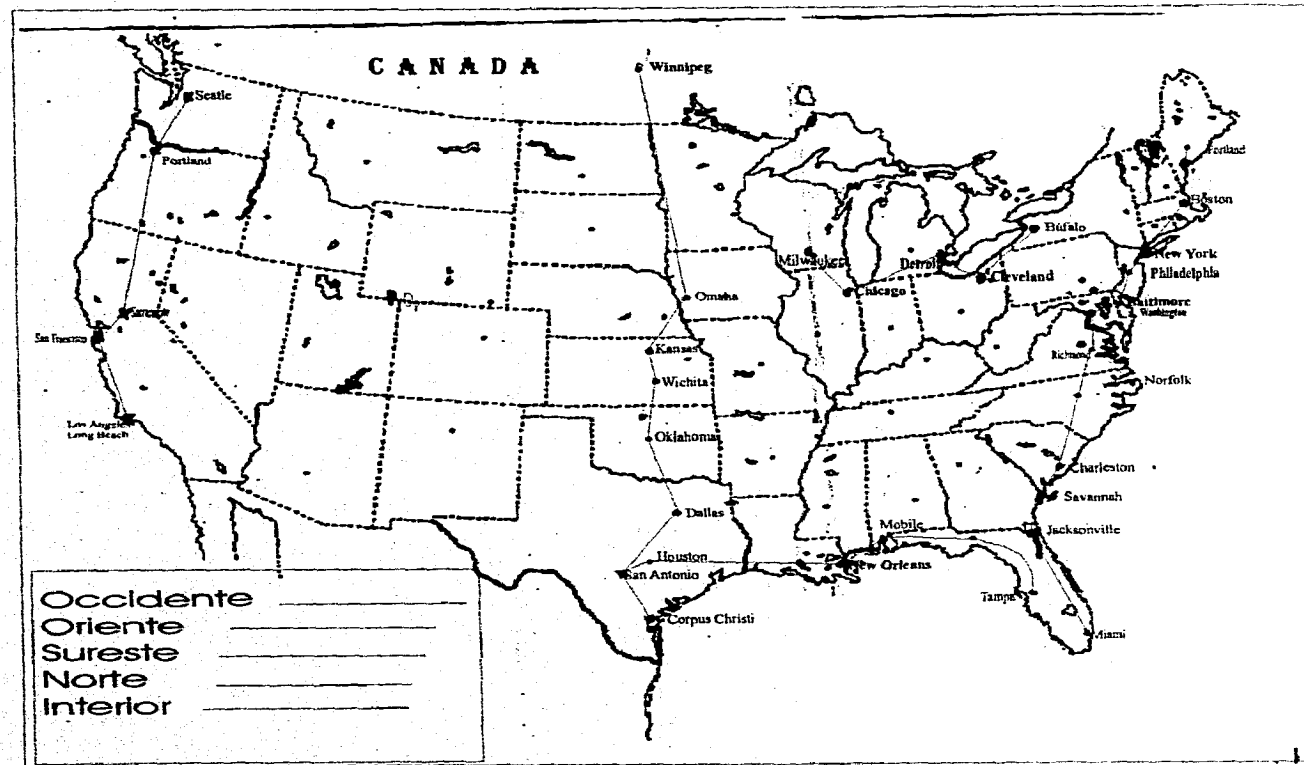 CANADA
Winnipeg
Seatle
Portland
Portland
Boston
Bufalo
New York
Milwaukee
Detroit
Cleveland
Philadelphia
Omaha
Chicago
Baltimore
Washington
San Francisco
Kansas
Richmond
Wichita
Norfolk
Los Angeles
Long Beach
Oklahoma
Charleston
Savannah
Dallas
Mobile
Jacksonville
Houston
San Antonio
New Orleans
Tampa
Corpus Christi
Miami
Occidente
Oriente
Sureste
Norte
Interior